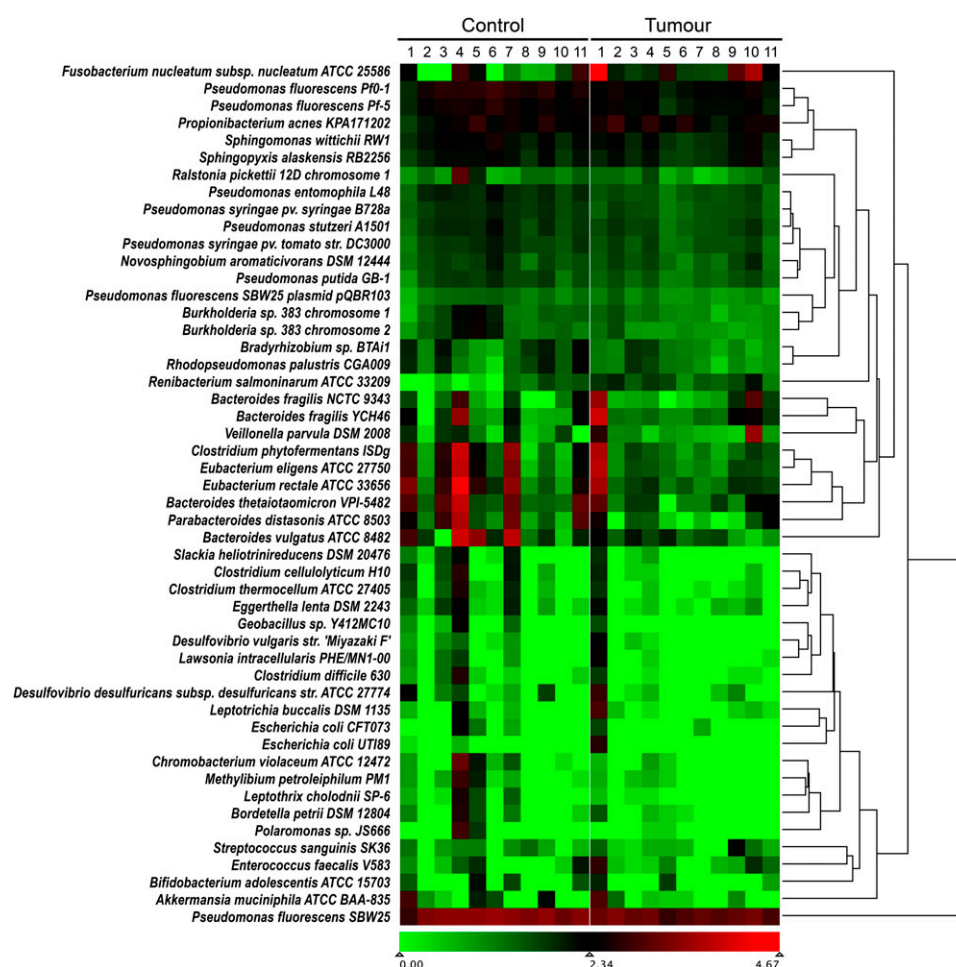 Control Tumour
1 2 3 4 5 6 7 8 9 10 11 1 2 3 4 5 6 7 8 9 10 11
Fusobacterium nucleatum subsp. nucleatum ATCC 25586
Pseudomonas fluorescens Pf0-1
Pseudomonas fluorescens Pf-5
Propionibacterium acnes KPA171202
Sphingomonas wittichii RW1
Sphingopyxis alaskensis RB2256
Ralstonia pickettii 12D chromosome 1
Pseudomonas entomophila L48
Pseudomonas syringae pv. syringae B728a
Pseudomonas stutzeri A1501
Pseudomonas syringae pv. tomato str. DC3000
Novosphingobium aromaticivorans DSM 12444
Pseudomonas putida GB-1
Pseudomonas fluorescens SBW25 plasmid pQBR103
Burkholderia sp. 383 chromosome 1
Burkholderia sp. 383 chromosome 2
Bradyrhizobium sp. BTAi1
Rhodopseudomonas palustris CGA009
Renibacterium salmoninarum ATCC 33209
Bacteroides fragilis NCTC 9343
Bacteroides fragilis YCH46
Veillonella parvula DSM 2008
Clostridium phytofermentans ISDg
Eubacterium eligens ATCC 27750
Eubacterium rectale ATCC 33656
Bacteroides thetaiotaomicron VPI-5482
Parabacteroides distasonis ATCC 8503
Bacteroides vulgatus ATCC 8482
Slackia heliotrinireducens DSM 20476
Clostridium cellulolyticum H10
Clostridium thermocellum ATCC 27405
Eggerthella lenta DSM 2243
Geobacillus sp. Y412MC10
Desulfovibrio vulgaris str. 'Miyazaki F'
Lawsonia intracellularis PHE/MN1-00
Clostridium difficile 630
Desulfovibrio desulfuricans subsp. desulfuricans str. ATCC 27774
Leptotrichia buccalis DSM 1135
Escherichia coli CFT073
Escherichia coli UTI89
Chromobacterium violaceum ATCC 12472
Methylibium petroleiphilum PM1
Leptothrix cholodnii SP-6
Bordetella petrii DSM 12804
Polaromonas sp. JS666
Streptococcus sanguinis SK36
Enterococcus faecalis V583
Bifidobacterium adolescentis ATCC 15703
Akkermansia muciniphila ATCC BAA-835
Pseudomonas fluorescens SBW25
0.00 2.34 4.67